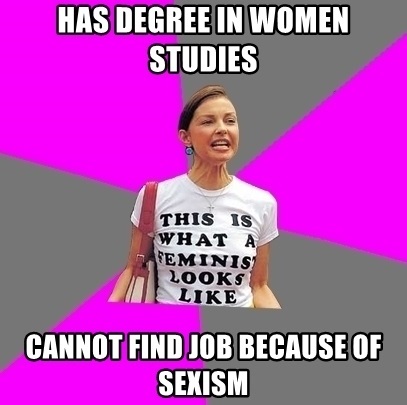 HAS DEGREE IN WOMEN
STUDIES
THIS IS
WHAT A
FEMINIST
LOOKS
LIKE
CANNOT FIND JOB BECAUSE OF
SEXISM